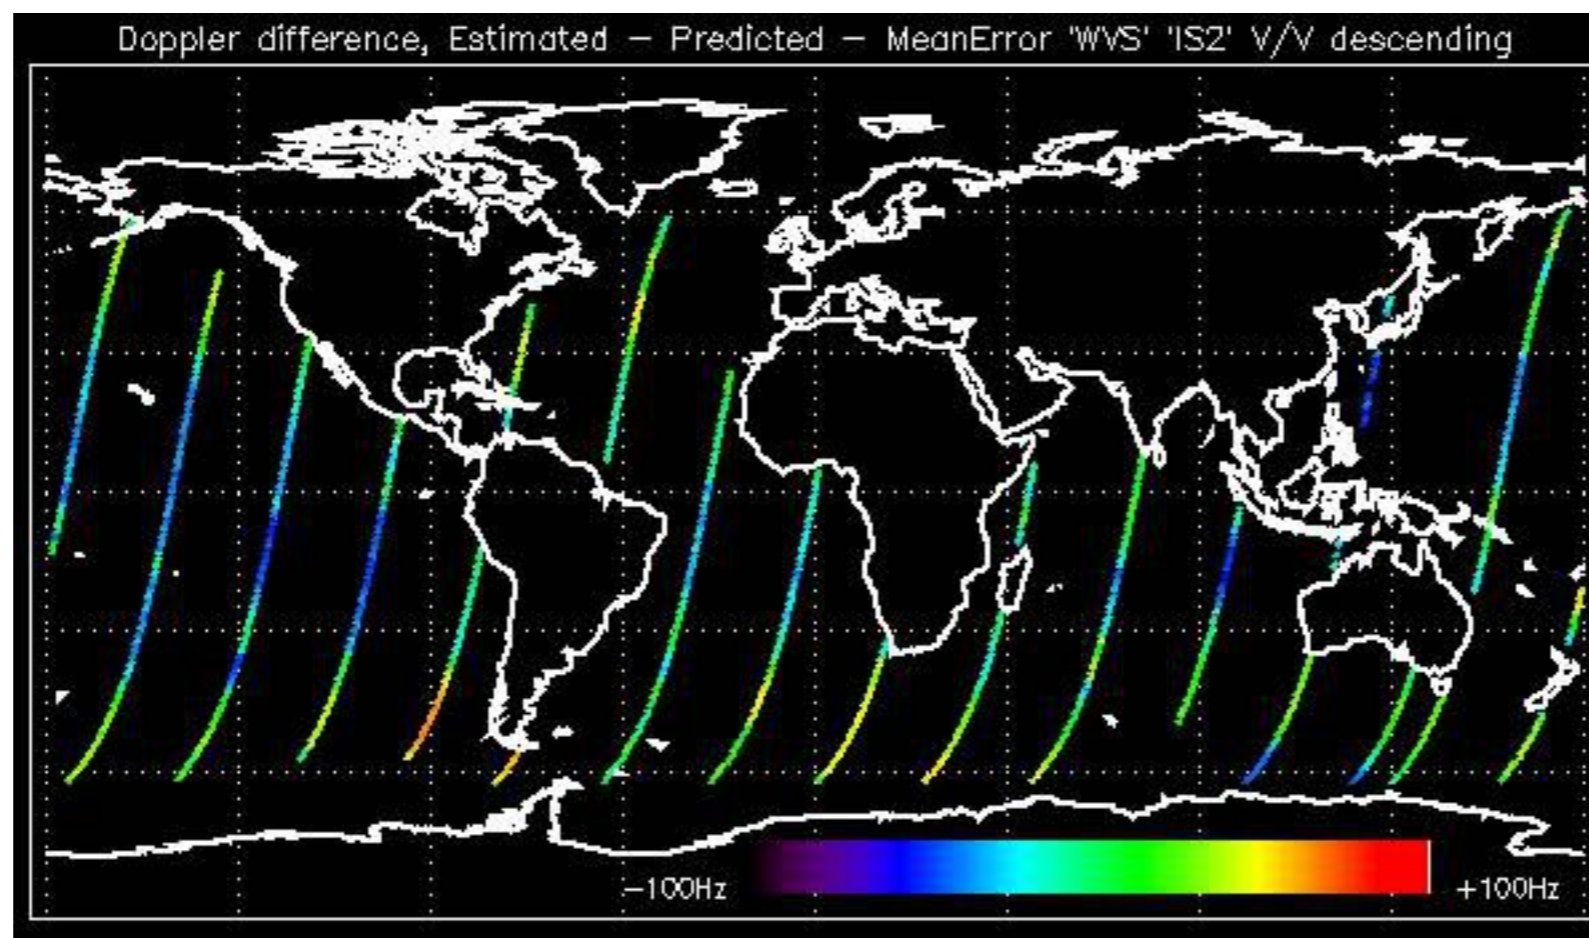 Doppler difference, Estimated - Predicted - MeanError 'WVS' 'IS2' V/V descending
-100Hz +100Hz